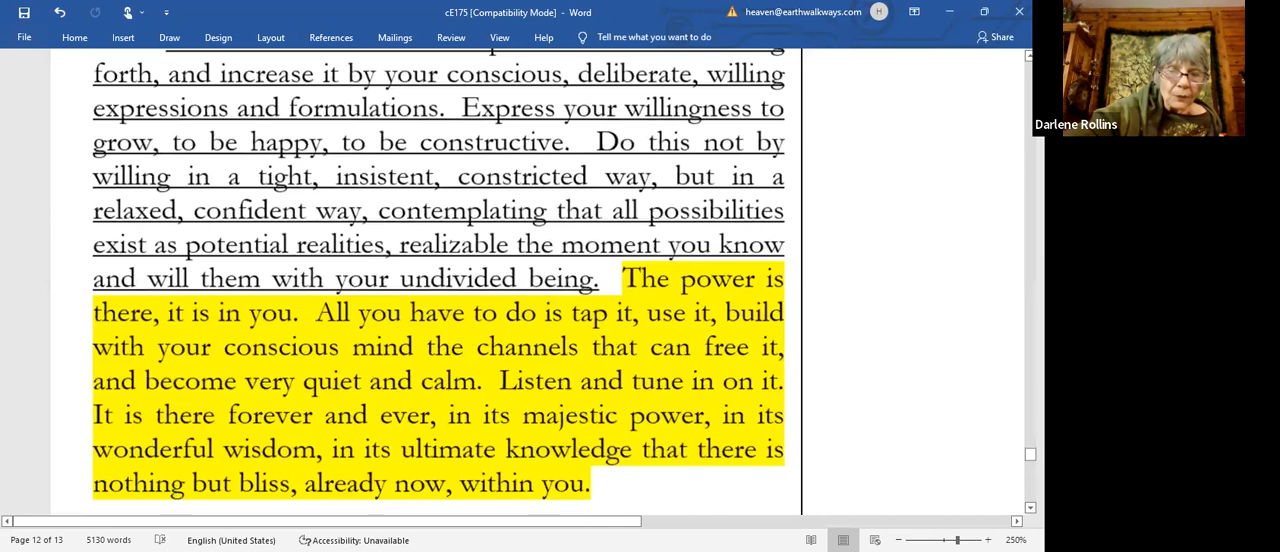 cE175 [Compatibility Mode] - Word
heaven@earthwalkways.com
H
File Home Insert Draw Design Layout References Mailings Review View Help Tell me what you want to do Share
forth, and increase it by your conscious, deliberate, willing
expressions and formulations. Express your willingness to
grow, to be happy, to be constructive. Do this not by
willing in a tight, insistent, constricted way, but in a
relaxed, confident way, contemplating that all possibilities
exist as potential realities, realizable the moment you know
and will them with your undivided being. The power is
there, it is in you. All you have to do is tap it, use it, build
with your conscious mind the channels that can free it,
and become very quiet and calm. Listen and tune in on it.
It is there forever and ever, in its majestic power, in its
wonderful wisdom, in its ultimate knowledge that there is
nothing but bliss, already now, within you.
Darlene Rollins
Page 12 of 13 5130 words English (United States) Accessibility: Unavailable 250%